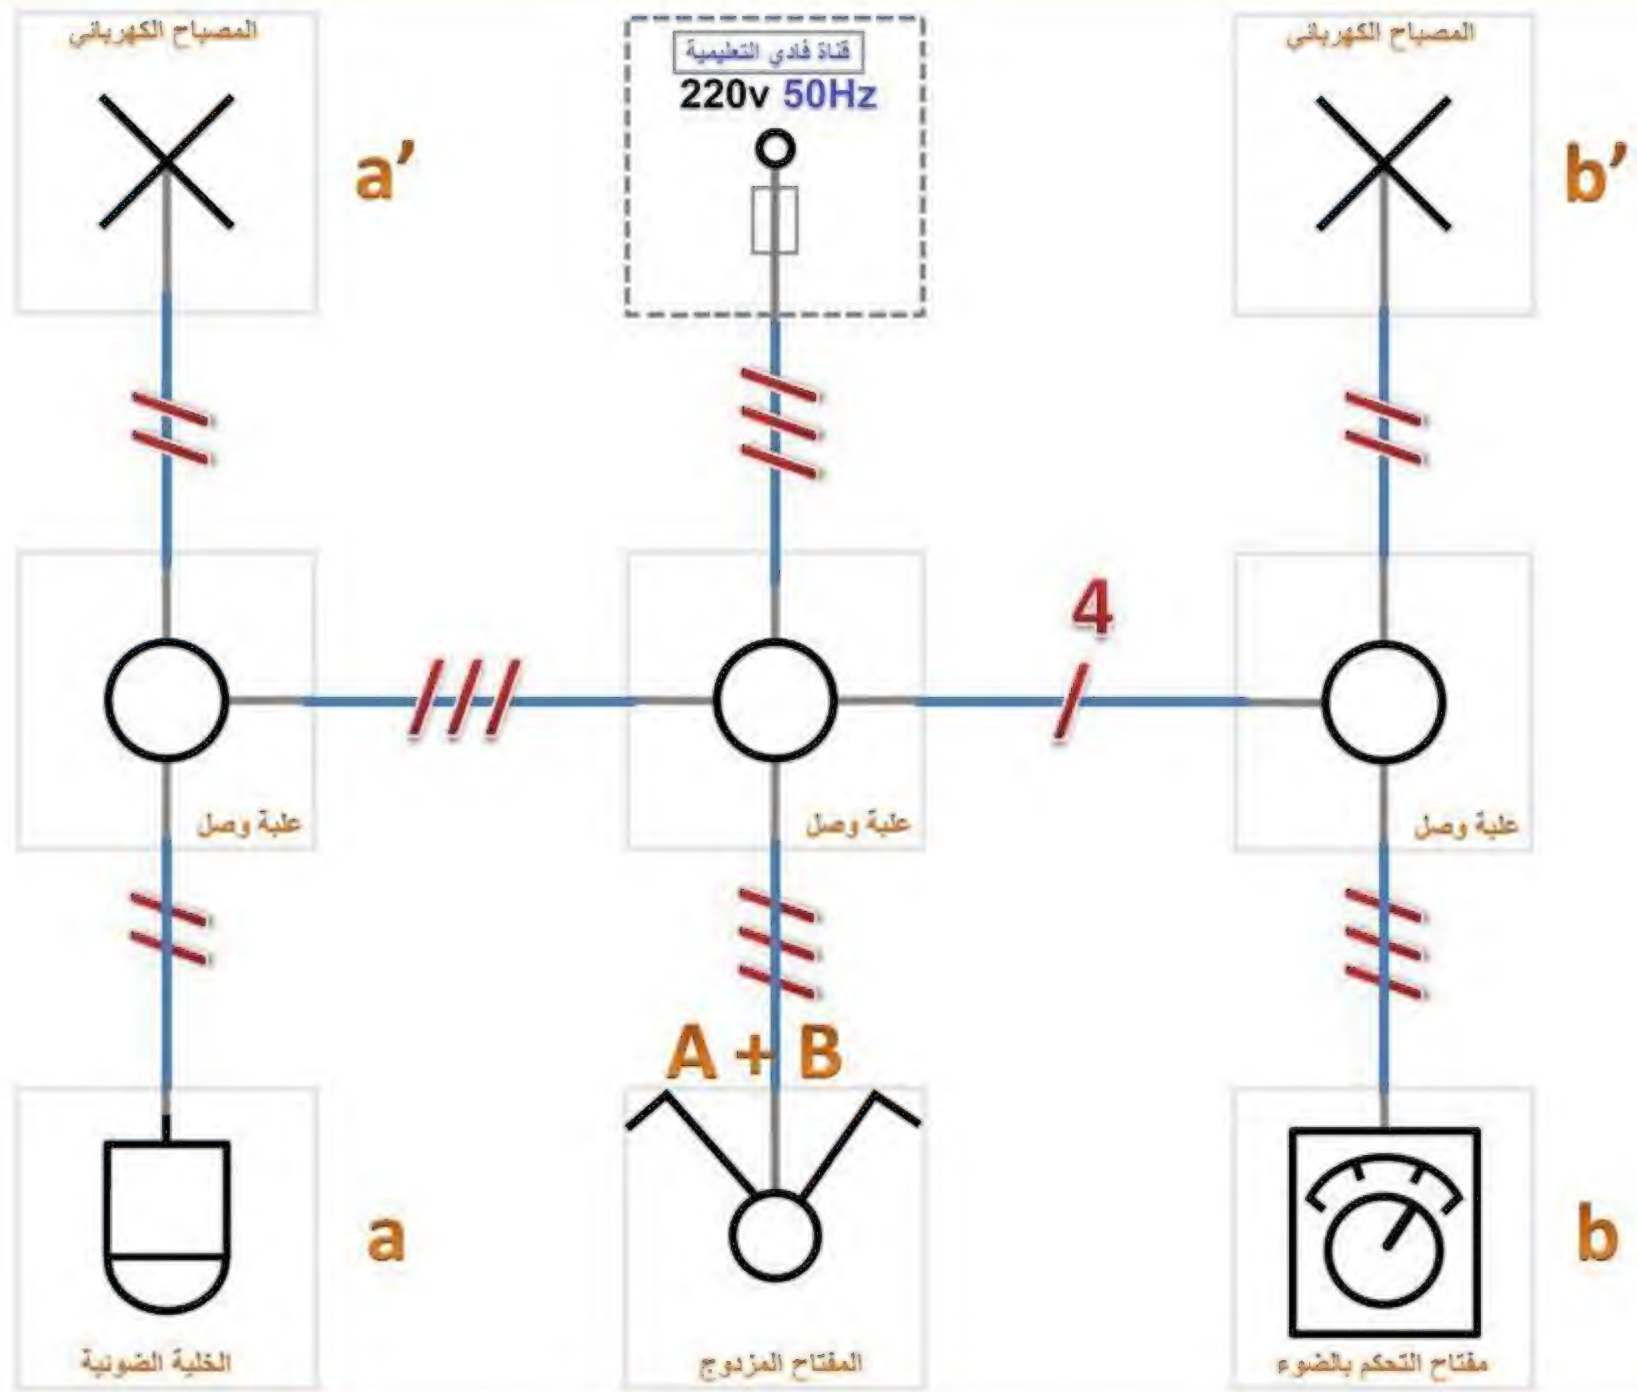 المصباح الكهربائي
قناة فادي التعليمية
المصباح الكهربائي
220v 50Hz
a’
b’
4
علبة وصل
علبة وصل
علبة وصل
A + B
a
b
الخلية الضوئية
المفتاح المزدوج
مفتاح التحكم بالضوء